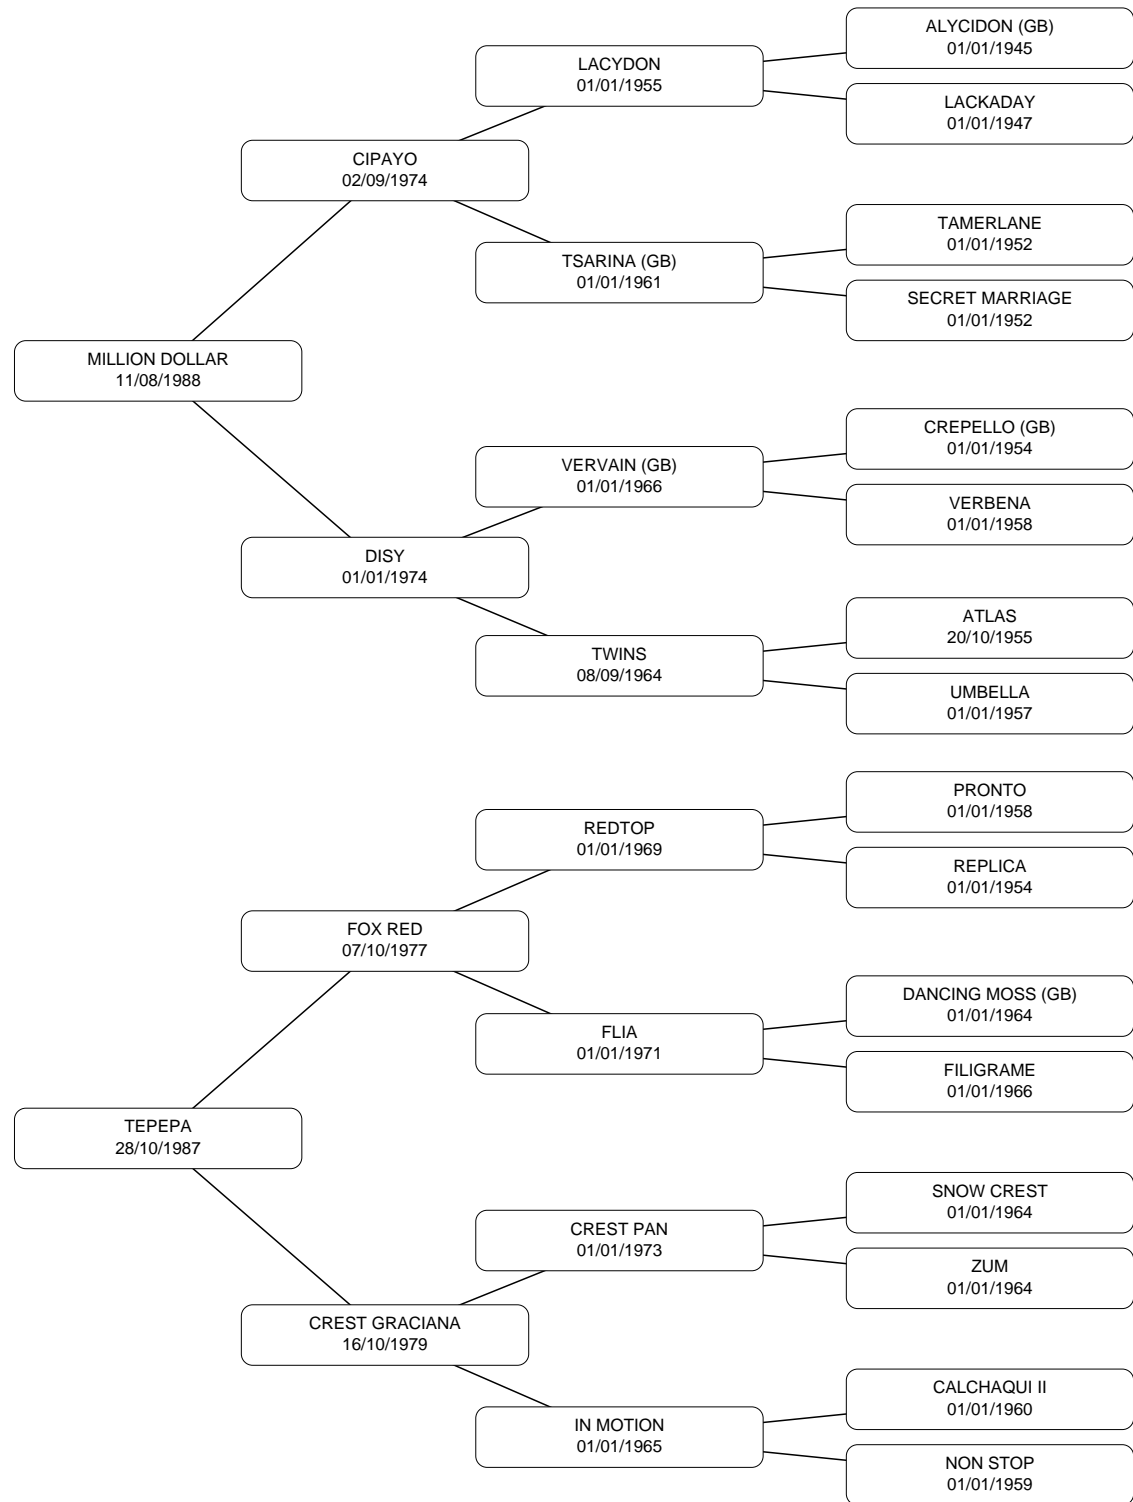 ALYCIDON (GB)
01/01/1945
LACYDON
01/01/1955
LACKADAY
01/01/1947
CIPAYO
02/09/1974
TAMERLANE
01/01/1952
TSARINA (GB)
01/01/1961
SECRET MARRIAGE
01/01/1952
MILLION DOLLAR
11/08/1988
CREPELLO (GB)
01/01/1954
VERVAIN (GB)
01/01/1966
VERBENA
01/01/1958
DISY
01/01/1974
ATLAS
20/10/1955
TWINS
08/09/1964
UMBELLA
01/01/1957
PRONTO
01/01/1958
REDTOP
01/01/1969
REPLICA
01/01/1954
FOX RED
07/10/1977
DANCING MOSS (GB)
01/01/1964
FLIA
01/01/1971
FILIGRAME
01/01/1966
TEPEPA
28/10/1987
SNOW CREST
01/01/1964
CREST PAN
01/01/1973
ZUM
01/01/1964
CREST GRACIANA
16/10/1979
CALCHAQUI II
01/01/1960
IN MOTION
01/01/1965
NON STOP
01/01/1959